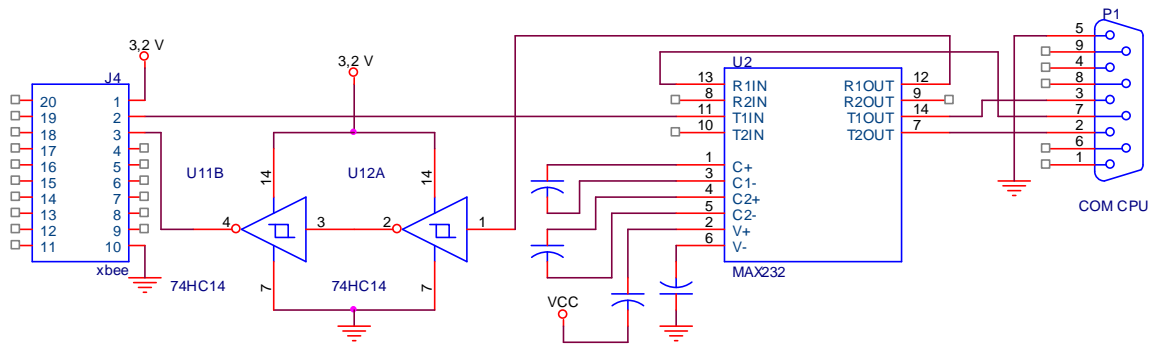 3,2 V
J4
20 1
19 2
18 3
17 4
16 5
15 6
14 7
13 8
12 9
11 10
xbee
3,2 V
U11B
14
4
3
7
74HC14
U12A
14
2
1
7
74HC14
U2
13 R1IN R1OUT 12
8 R2IN R2OUT 9
11 T1IN T1OUT 14
10 T2IN T2OUT 7
1 C+
3 C1-
4 C2+
5 C2-
2 V+
6 V-
MAX232
VCC
P1
5
9
4
8
3
7
2
6
1
COM CPU